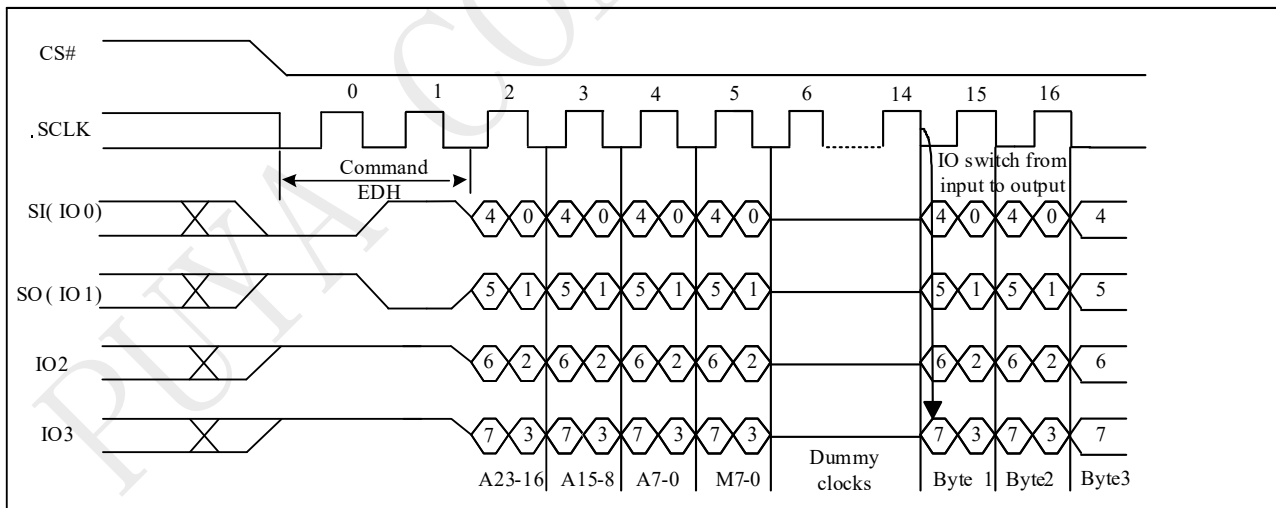 PUYA CON
CS#
0 1 2 3 4 5 6 14 15 16
.SCLK
Command
EDH
IO switch from
input to output
SI( IO 0)
4 0 4 0 4 0 4 0 4 0 4 0 4
SO ( IO 1)
5 1 5 1 5 1 5 1 5 1 5 1 5
IO2
6 2 6 2 6 2 6 2 6 2 6 2 6
IO3
7 3 7 3 7 3 7 3 7 3 7 3 7
A23-16 A15-8 A7-0 M7-0 Dummy
clocks
Byte 1 Byte2 Byte3